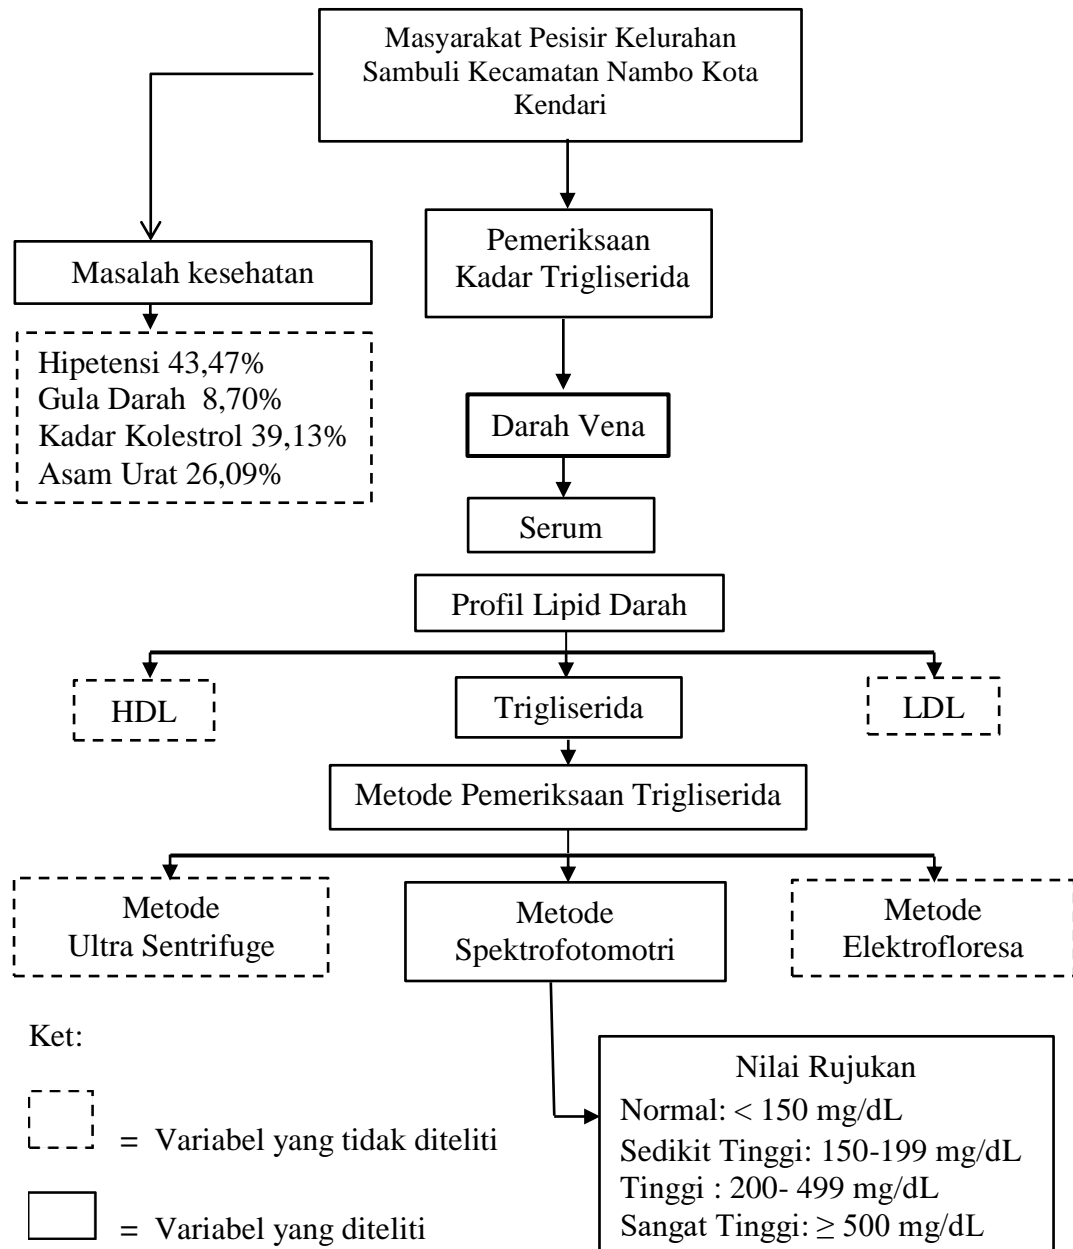 Masyarakat Pesisir Kelurahan
Sambuli Kecamatan Nambo Kota
Kendari
Masalah kesehatan
Pemeriksaan
Kadar Trigliserida
Hipetensi 43,47%
Gula Darah  8,70%
Kadar Kolestrol 39,13%
Asam Urat 26,09%
Darah Vena
Serum
Profil Lipid Darah
HDL
Trigliserida
LDL
Metode Pemeriksaan Trigliserida
Metode
Ultra Sentrifuge
Metode
Spektrofotomotri
Metode
Elektrofloresa
Ket:
= Variabel yang tidak diteliti
= Variabel yang diteliti
Nilai Rujukan
Normal: < 150 mg/dL
Sedikit Tinggi: 150-199 mg/dL
Tinggi : 200- 499 mg/dL
Sangat Tinggi: ≥ 500 mg/dL